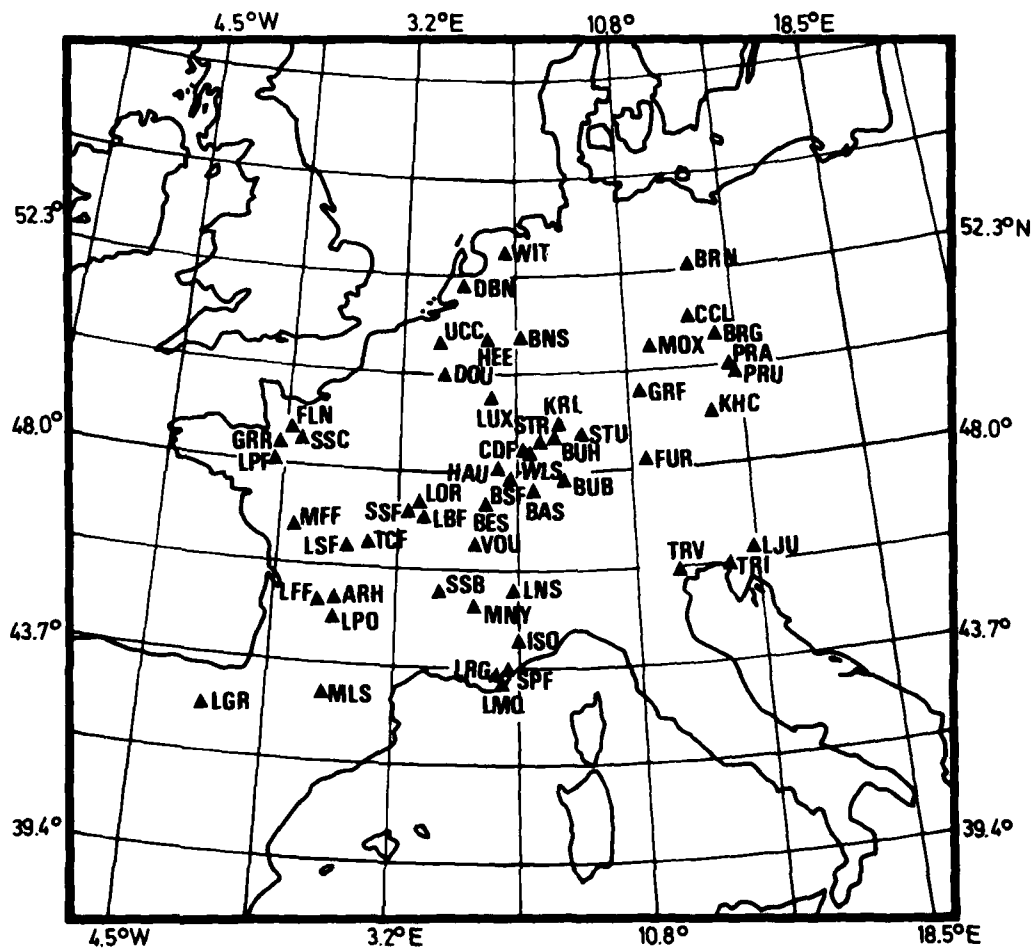 4.5°W 3.2°E 10.8°E 18.5°E
52.3° 52.3°N
WIT
BRN
DBN
CCL
UCC BNS BRG
HEE MOX PRA
DOU PRU
GRF
LUX KRL KHC
FLN STR STU
GRR SSC CDF BUH
48.0° 48.0°
LPF HAU WLS FUR
BSF BUB
LOR BAS
SSF LBF BES
MFF
LSF TCF VOU TRV LJU
TRI
LFF ARH SSB LNS
LPO MNY
43.7° 43.7°
ISO
LRG SPF
LGR MLS LMO
39.4° 39.4°
4.5°W 3.2°E 10.8° 18.5°E